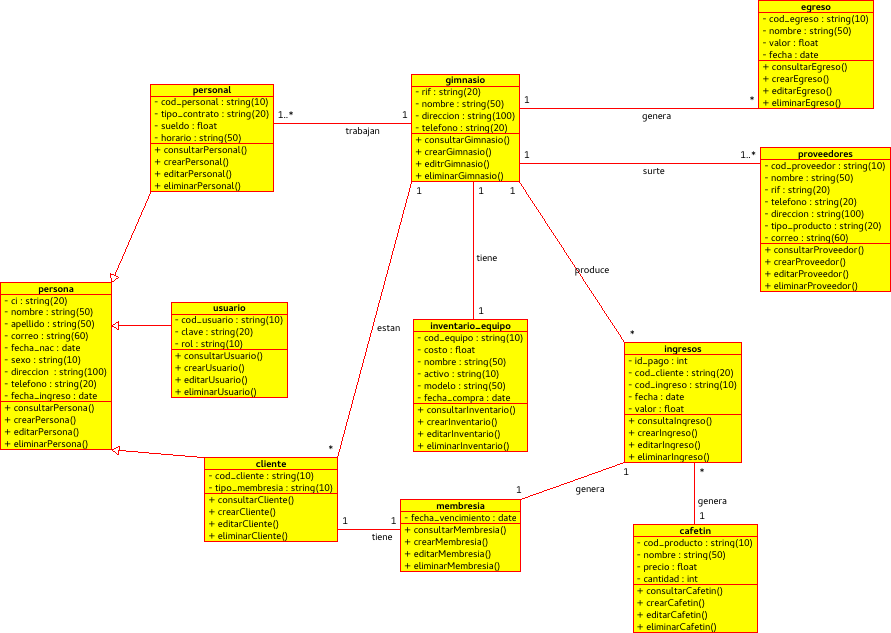 egreso
- cod_egreso : string(10)
- nombre : string(50)
- valor : float
- fecha : date
+ consultarEgreso()
+ crearEgreso()
+ editarEgreso()
+ eliminarEgreso()
personal
- cod_personal : string(10)
- tipo_contrato : string(20)
- sueldo : float
- horario : string(50)
+ consultarPersonal()
+ crearPersonal()
+ editarPersonal()
+ eliminarPersonal()
1..*
1
trabajan
gimnasio
- rif : string(20)
- nombre : string(50)
- direccion : string(100)
- telefono : string(20)
+ consultarGimnasio()
+ crearGimnasio()
+ editrGimnasio()
+ eliminarGimnasio()
1
*
genera
1
1..*
surte
proveedores
- cod_proveedor : string(10)
- nombre : string(50)
- rif : string(20)
- telefono : string(20)
- direccion : string(100)
- tipo_producto : string(20)
- correo : string(60)
+ consultarProveedor()
+ crearProveedor()
+ editarProveedor()
+ eliminarProveedor()
1
1
1
tiene
produce
estan
1
*
*
persona
- ci : string(20)
- nombre : string(50)
- apellido : string(50)
- correo : string(60)
- fecha_nac : date
- sexo : string(10)
- direccion : string(100)
- telefono : string(20)
- fecha_ingreso : date
+ consultarPersona()
+ crearPersona()
+ editarPersona()
+ eliminarPersona()
usuario
- cod_usuario : string(10)
- clave : string(20)
- rol : string(10)
+ consultarUsuario()
+ crearUsuario()
+ editarUsuario()
+ eliminarUsuario()
inventario_equipo
- cod_equipo : string(10)
- costo : float
- nombre : string(50)
- activo : string(10)
- modelo : string(50)
- fecha_compra : date
+ consultarInventario()
+ crearInventario()
+ editarInventario()
+ eliminarInventario()
ingresos
- id_pago : int
- cod_cliente : string(20)
- cod_ingreso : string(10)
- fecha : date
- valor : float
+ consultaIngreso()
+ crearIngreso()
+ editarIngreso()
+ eliminarIngreso()
cliente
- cod_cliente : string(10)
- tipo_membresia : string(10)
+ consultarCliente()
+ crearCliente()
+ editarCliente()
+ eliminarCliente()
1
1
tiene
membresia
- fecha_vencimiento : date
+ consultarMembresia()
+ crearMembresia()
+ editarMembresia()
+ eliminarMembresia()
1
1
genera
*
genera
1
cafetin
- cod_producto : string(10)
- nombre : string(50)
- precio : float
- cantidad : int
+ consultarCafetin()
+ crearCafetin()
+ editarCafetin()
+ eliminarCafetin()